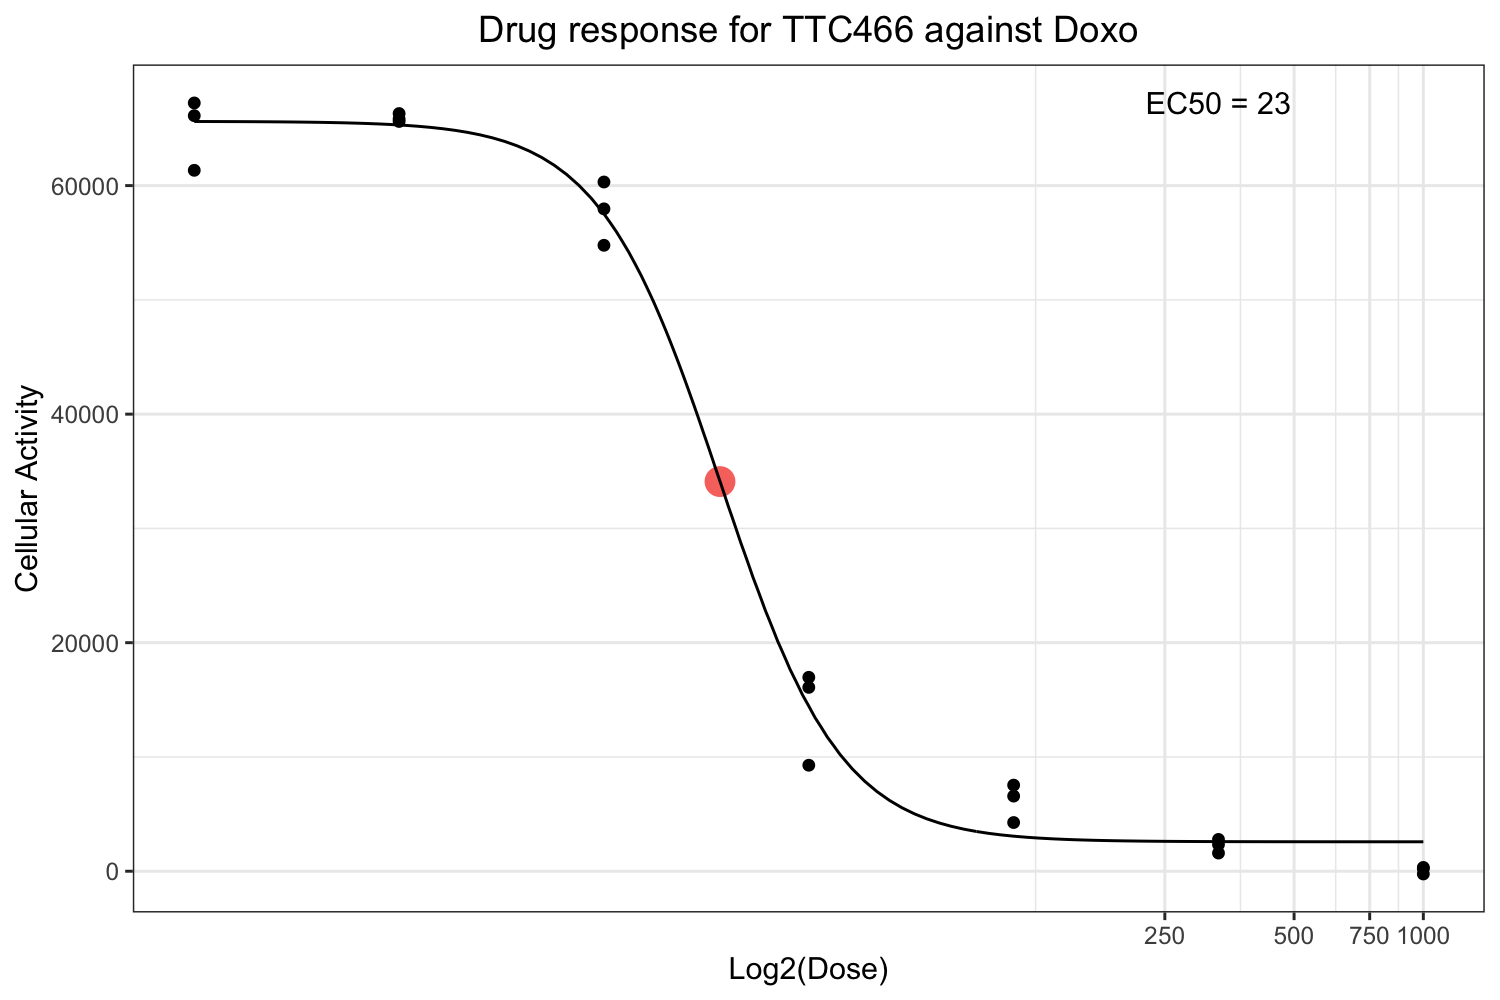 Drug response for TTC466 against Doxo
EC50 = 23
Cellular Activity
60000
40000
20000
0
250 500 750 1000
Log2(Dose)